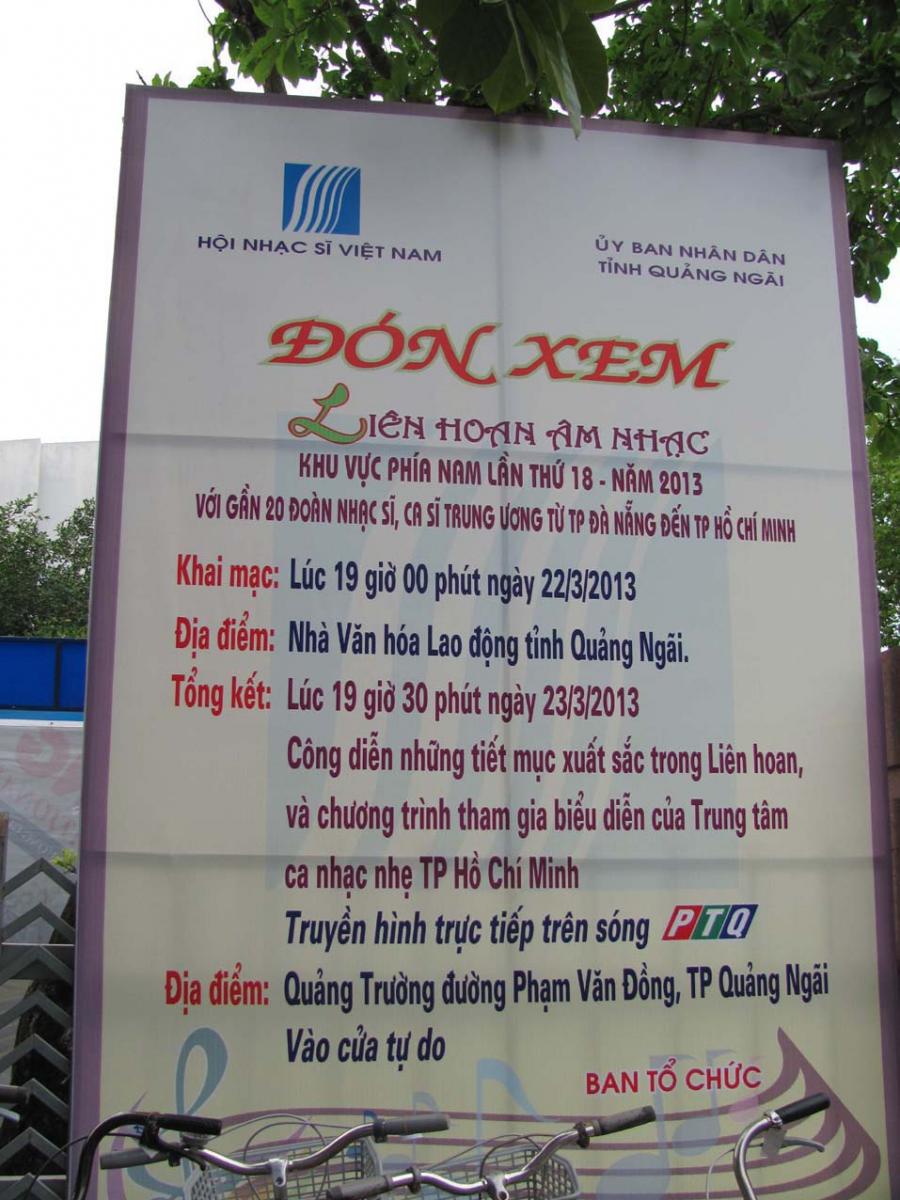 HỘI NHẠC SĨ VIỆT NAM
ỦY BAN NHÂN DÂN
TỈNH QUẢNG NGÃI
ĐÓN XEM
LIÊN HOAN ÂM NHẠC
KHU VỰC PHÍA NAM LẦN THỨ 18 - NĂM 2013
VỚI GẦN 20 ĐOÀN NHẠC SĨ, CA SĨ TRUNG ƯƠNG TỪ TP ĐÀ NẴNG ĐẾN TP HỒ CHÍ MINH
Khai mạc: Lúc 19 giờ 00 phút ngày 22/3/2013
Địa điểm: Nhà Văn hóa Lao động tỉnh Quảng Ngãi.
Tổng kết: Lúc 19 giờ 30 phút ngày 23/3/2013
Công diễn những tiết mục xuất sắc trong Liên hoan,
và chương trình tham gia biểu diễn của Trung tâm
ca nhạc nhẹ TP Hồ Chí Minh
Truyền hình trực tiếp trên sóng PTQ
Địa điểm: Quảng Trường đường Phạm Văn Đồng, TP Quảng Ngãi
Vào cửa tự do
BAN TỔ CHỨC